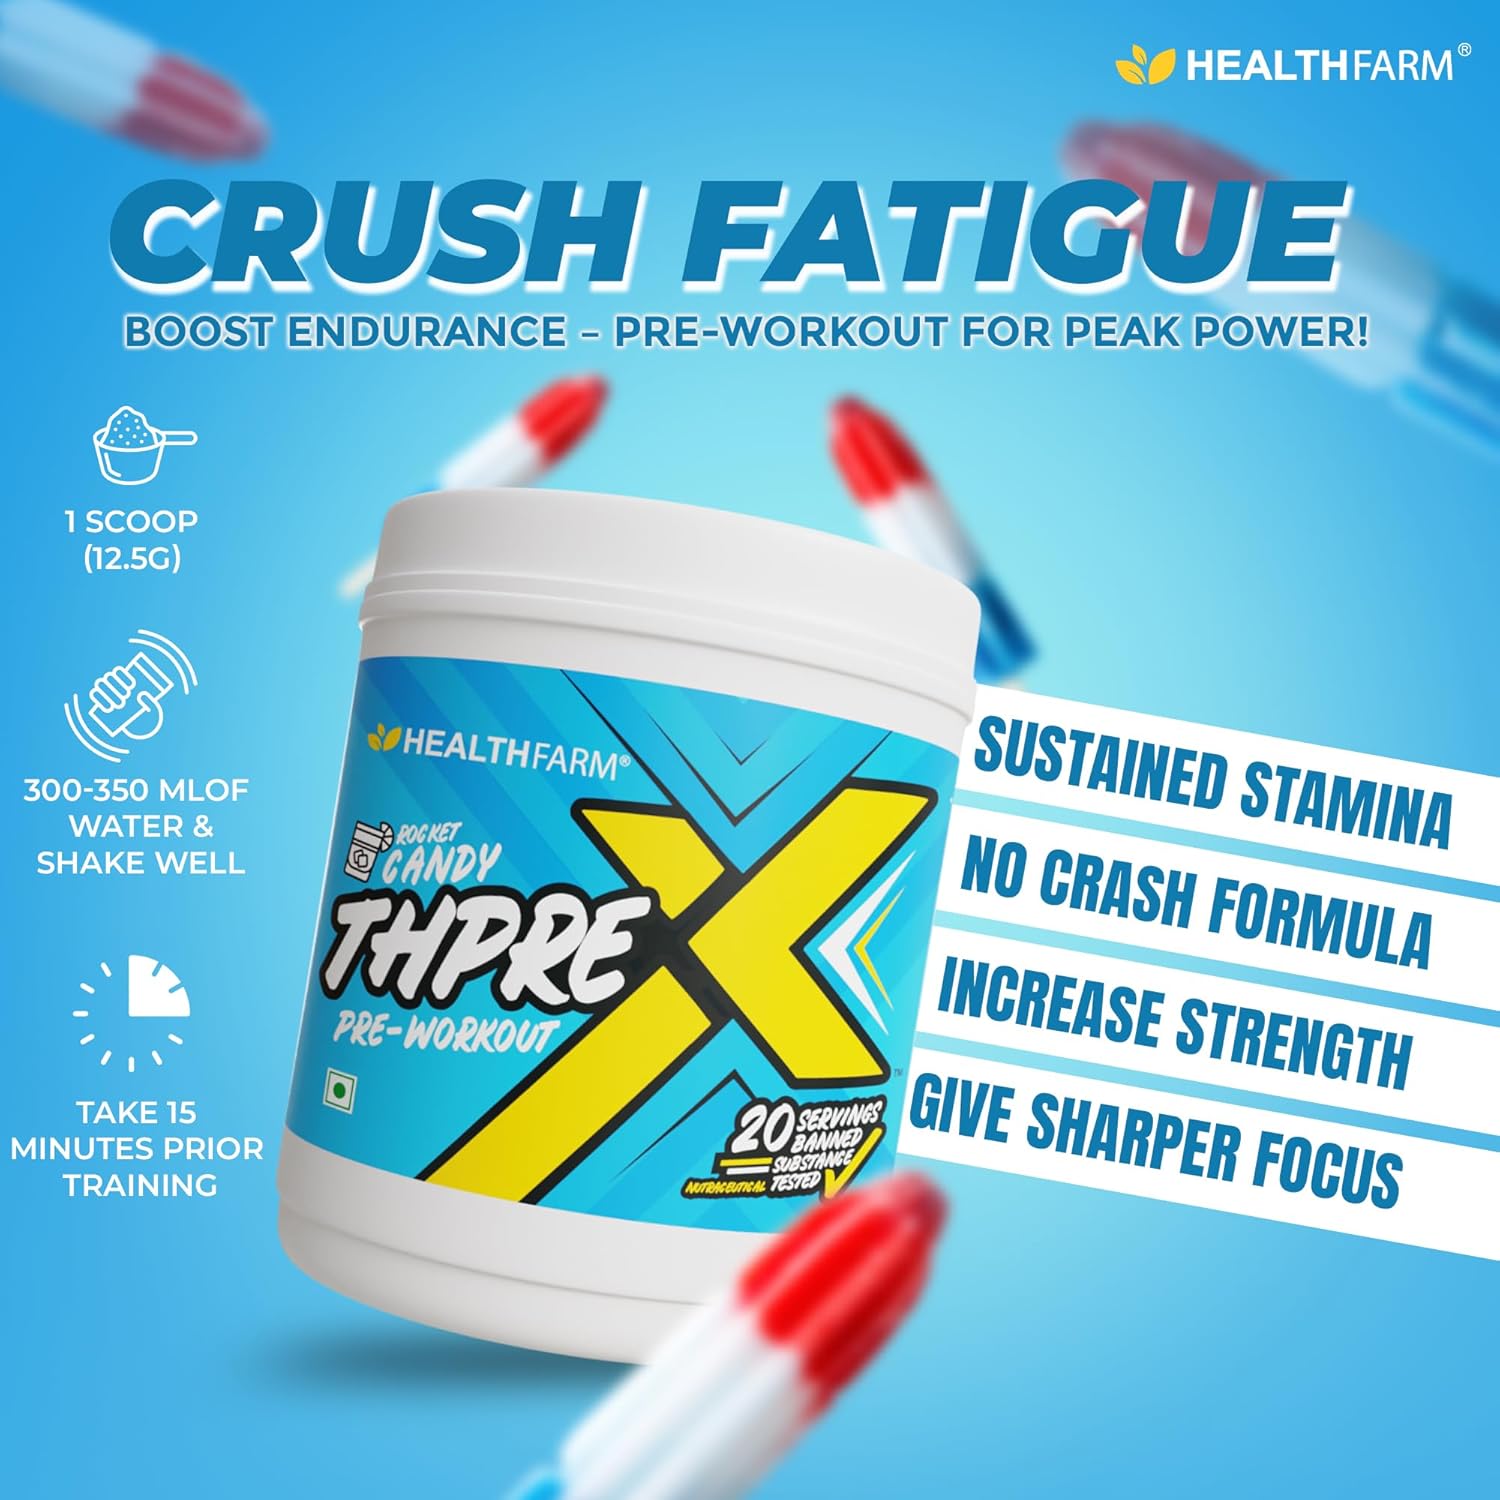 HEALTHFARM®
CRUSH FATIGUE
BOOST ENDURANCE – PRE-WORKOUT FOR PEAK POWER!
1 SCOOP
(12.5G)
300-350 MLOF
WATER &
SHAKE WELL
TAKE 15
MINUTES PRIOR
TRAINING
HEALTHFARM®
ROCKET
CANDY
THPRE X
PRE-WORKOUT
TM
20 SERVINGS
BANNED
SUBSTANCE
NUTRACEUTICAL TESTED
SUSTAINED STAMINA
NO CRASH FORMULA
INCREASE STRENGTH
GIVE SHARPER FOCUS